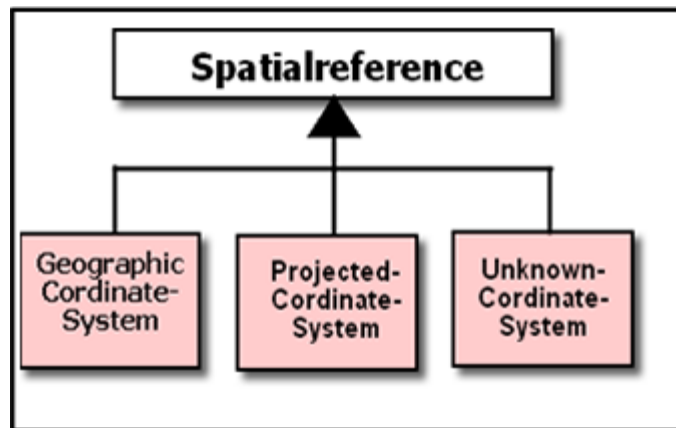 Spatialreference
Geographic
Cordinate-
System
Projected-
Cordinate-
System
Unknown-
Cordinate-
System